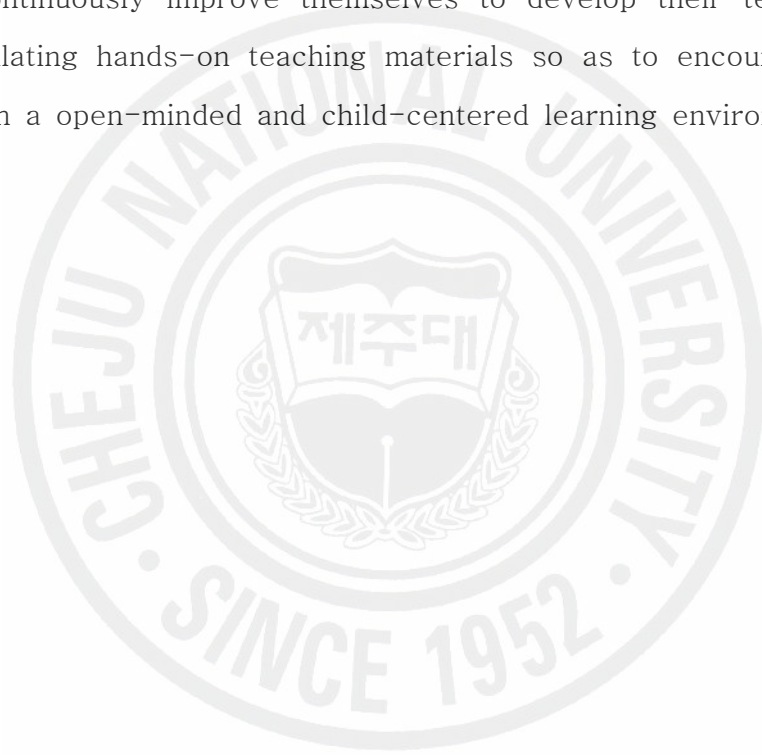 ontinuously improve themselves to develop their te
lating hands-on teaching materials so as to encour
n a open-minded and child-centered learning enviro
CHEJU NATIONAL UNIVERSITY
제주대
· SINCE 1952 ·